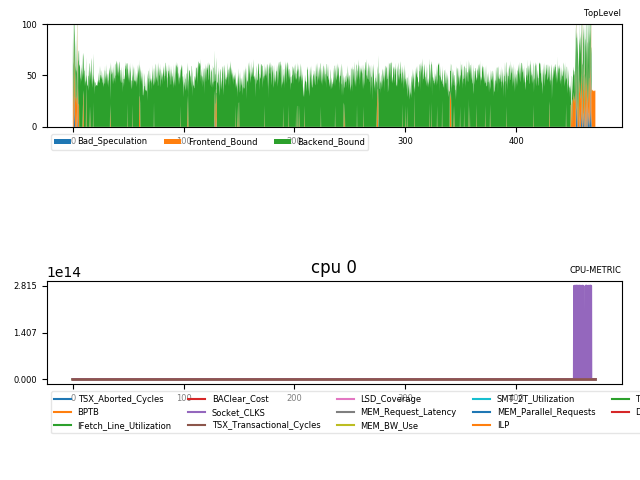 TopLevel
100
50
0
0 100 200 300 400
Bad_Speculation Frontend_Bound Backend_Bound
cpu 0
1e14
CPU-METRIC
2.815
1.407
0.000
0 100 200 300 400
TSX_Aborted_Cycles BAClear_Cost LSD_Coverage SMT_2T_Utilization
BPTB Socket_CLKS MEM_Request_Latency MEM_Parallel_Requests
IFetch_Line_Utilization TSX_Transactional_Cycles MEM_BW_Use ILP